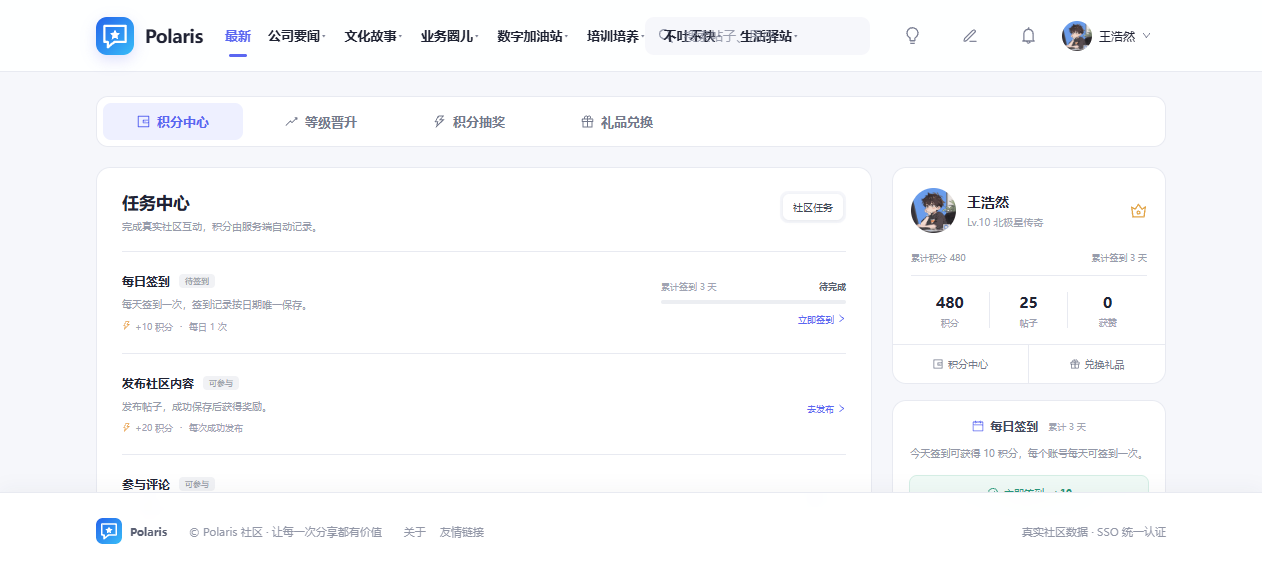 Polaris 最新 公司要闻 文化故事 业务圈儿 数字加油站 培训培养 不吐不快 生活驿站 王浩然
积分中心 等级晋升 积分抽奖 礼品兑换
任务中心
完成真实社区互动，积分由服务端自动记录。
社区任务
每日签到 待签到
每天签到一次，签到记录按日期唯一保存。
+10 积分 · 每日 1 次
累计签到 3 天 待完成
立即签到
发布社区内容 可参与
发布帖子，成功保存后获得奖励。
+20 积分 · 每次成功发布
去发布
参与评论 可参与
王浩然
Lv.10 北极星传奇
累计积分 480 累计签到 3 天
480 25 0
积分 帖子 获赞
积分中心 兑换礼品
每日签到 累计 3 天
今天签到可获得 10 积分，每个账号每天可签到一次。
Polaris © Polaris 社区 · 让每一次分享都有价值 关于 友情链接 真实社区数据 · SSO 统一认证